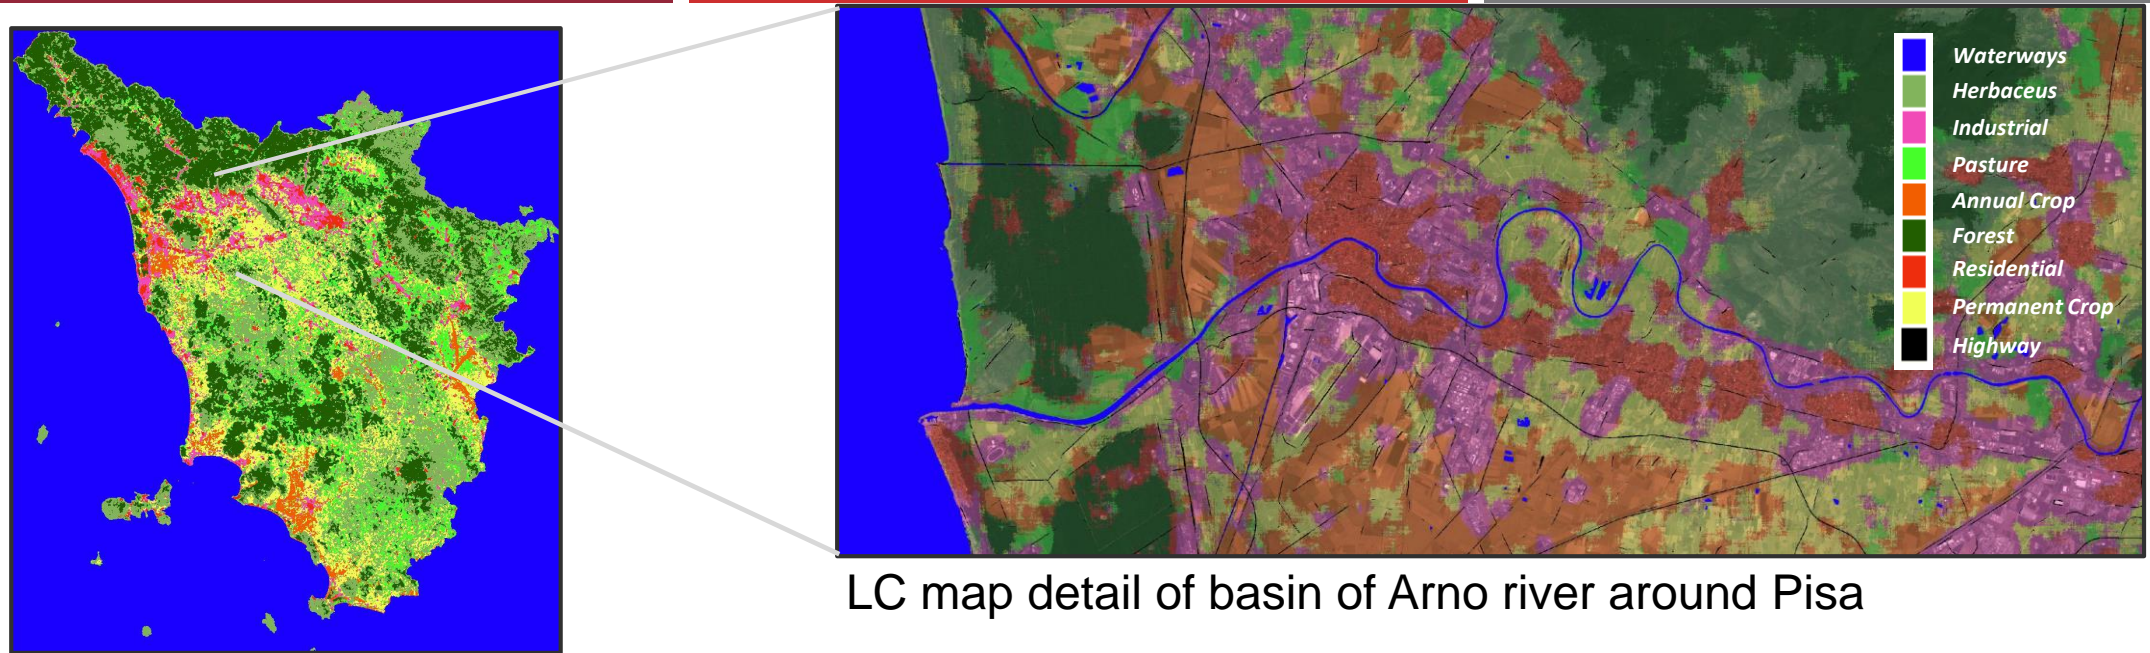 Waterways
Herbaceus
Industrial
Pasture
Annual Crop
Forest
Residential
Permanent Crop
Highway
LC map detail of basin of Arno river around Pisa